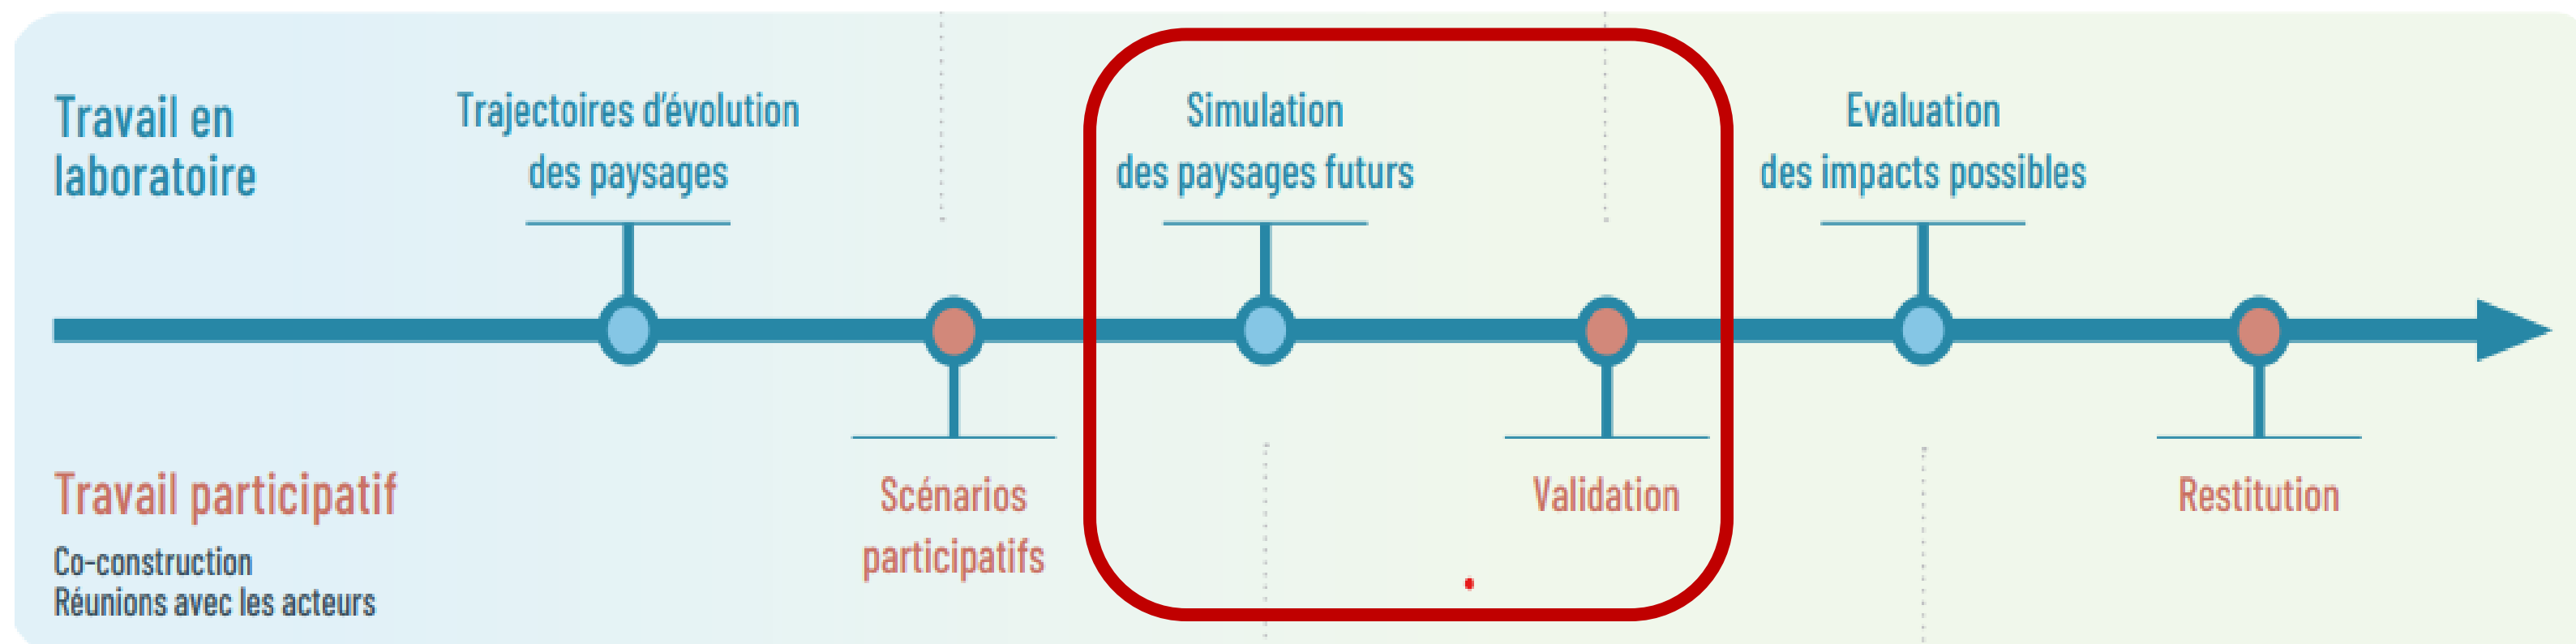 Travail en
laboratoire
Trajectoires d'évolution
des paysages
Simulation
des paysages futurs
Evaluation
des impacts possibles
Travail participatif
Co-construction
Réunions avec les acteurs
Scénarios
participatifs
Validation
Restitution